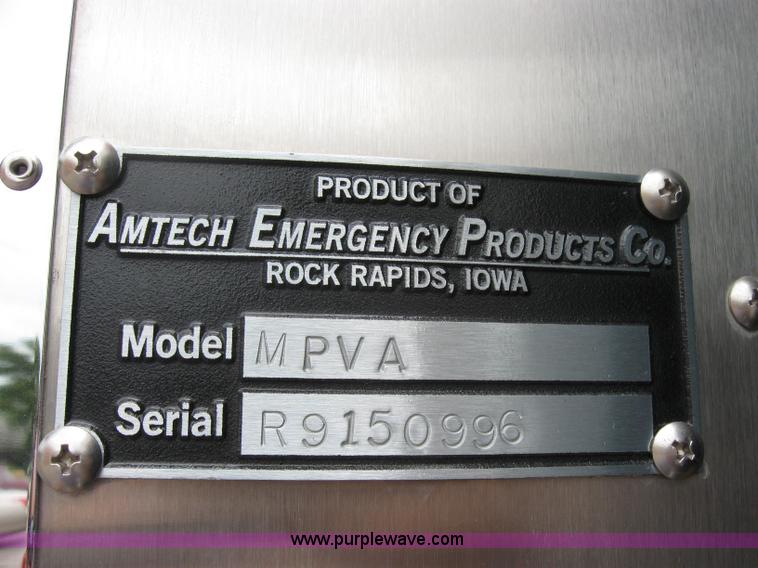 PRODUCT OF
AMTECH EMERGENCY PRODUCTS CO.
ROCK RAPIDS, IOWA
Model MPVA
Serial R9150996
www.purplewave.com